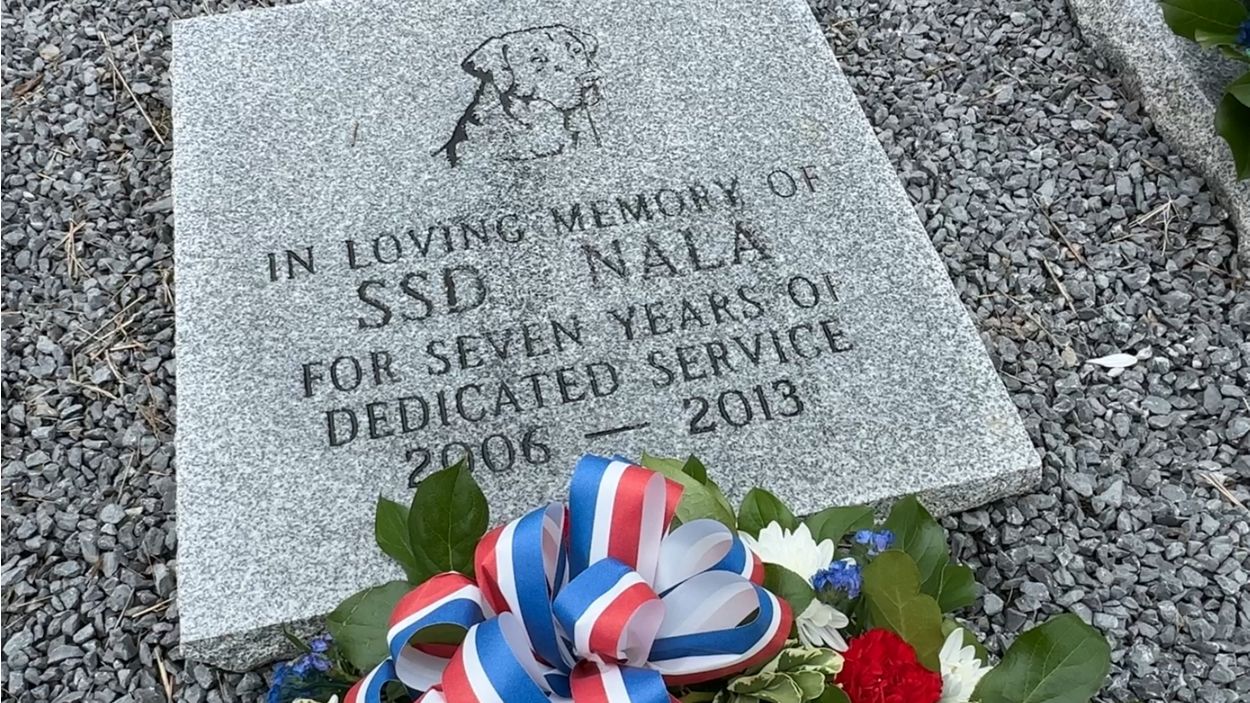 IN LOVING MEMORY OF
SSD NALA
FOR SEVEN YEARS OF
DEDICATED SERVICE
2006 — 2013